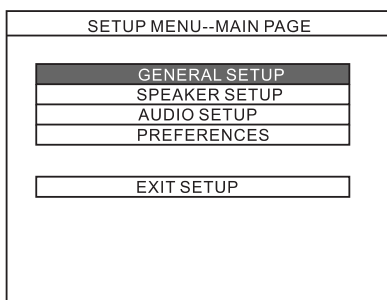 SETUP MENU--MAIN PAGE
GENERAL SETUP
SPEAKER SETUP
AUDIO SETUP
PREFERENCES
EXIT SETUP